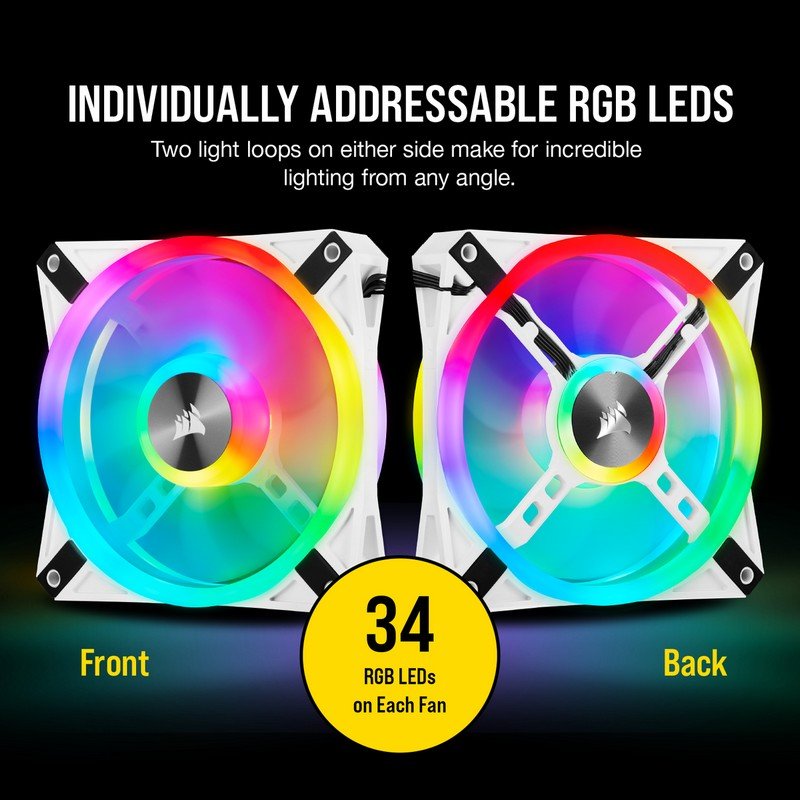 INDIVIDUALLY ADDRESSABLE RGB LEDS
Two light loops on either side make for incredible
lighting from any angle.
Front
34
RGB LEDs
on Each Fan
Back